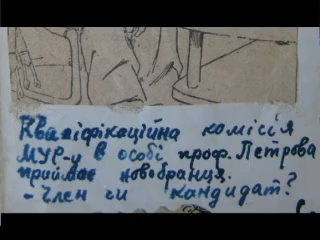 Кваліфікаційна комісія
МУР-у в особі проф. Петрова
приймає новобранця.
- Член чи кандидат?